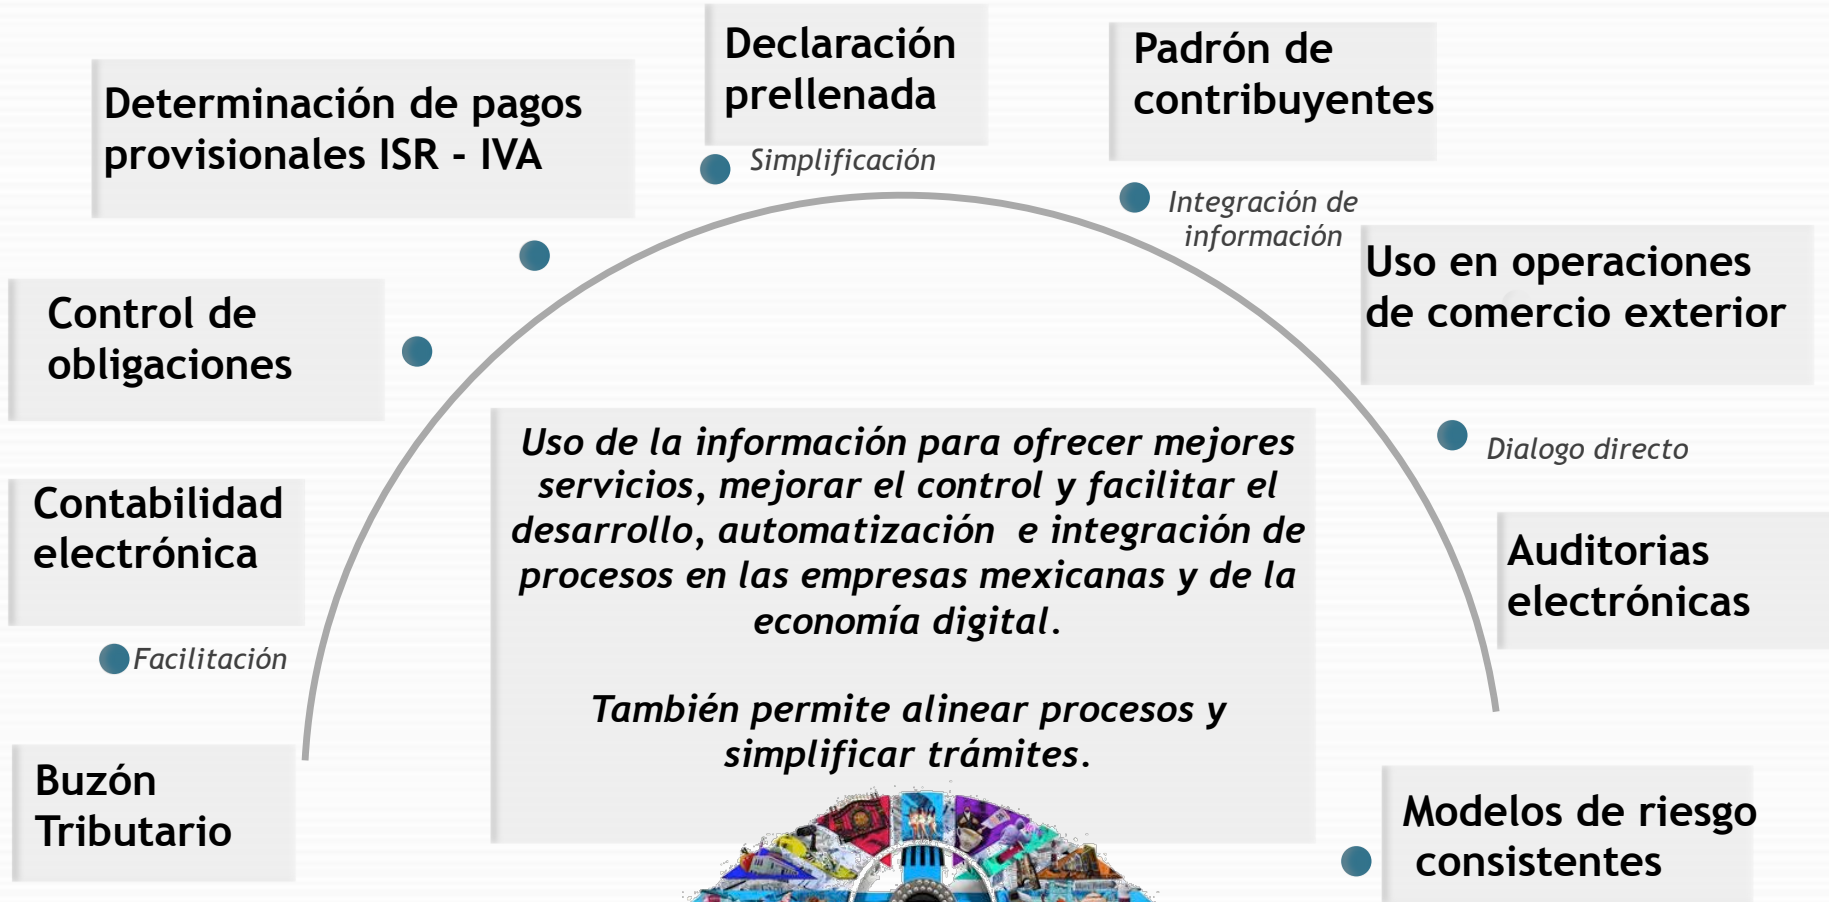 Declaración
prellenada
Simplificación
Padrón de
contribuyentes
Integración de
información
Determinación de pagos
provisionales ISR - IVA
Uso en operaciones
de comercio exterior
Dialogo directo
Control de
obligaciones
Uso de la información para ofrecer mejores
servicios, mejorar el control y facilitar el
desarrollo, automatización e integración de
procesos en las empresas mexicanas y de la
economía digital.
También permite alinear procesos y
simplificar trámites.
Contabilidad
electrónica
Facilitación
Auditorias
electrónicas
Buzón
Tributario
Modelos de riesgo
consistentes